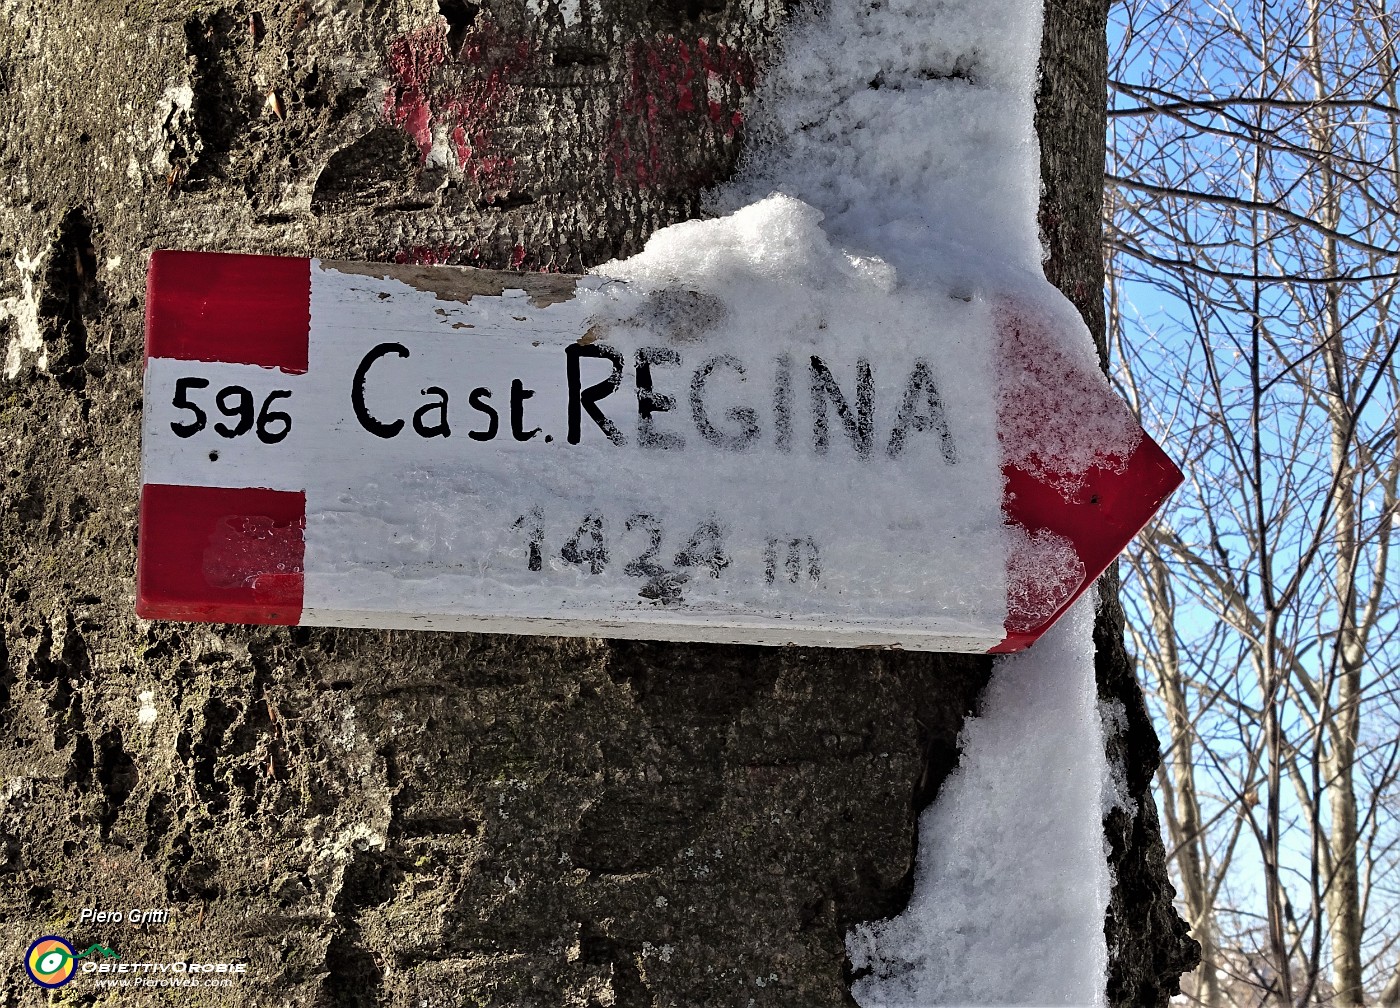 596
Cast. REGINA
1424 m
Piero Gritti
OBIETTIVOROBIE
www.PieroWeb.com